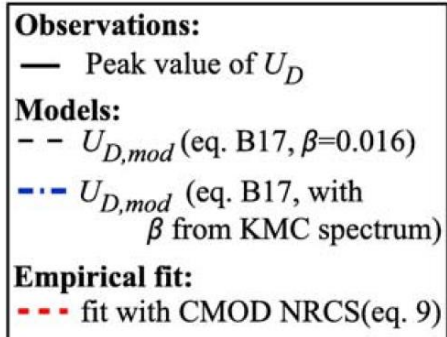 Observations:
Peak value of U_D
Models:
U_D,mod (eq. B17, β=0.016)
U_D,mod (eq. B17, with
β from KMC spectrum)
Empirical fit:
fit with CMOD NRCS(eq. 9)